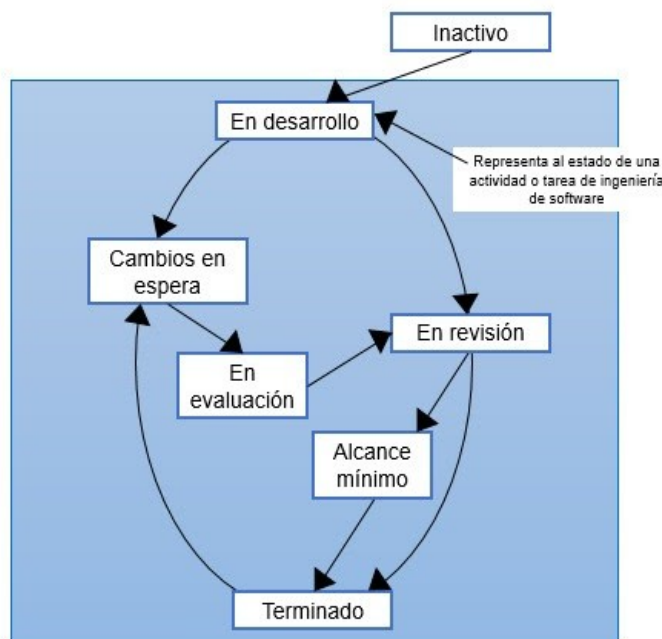 Inactivo
En desarrollo
Representa al estado de una
actividad o tarea de ingeniería
de software
Cambios en
espera
En revisión
En
evaluación
Alcance
mínimo
Terminado